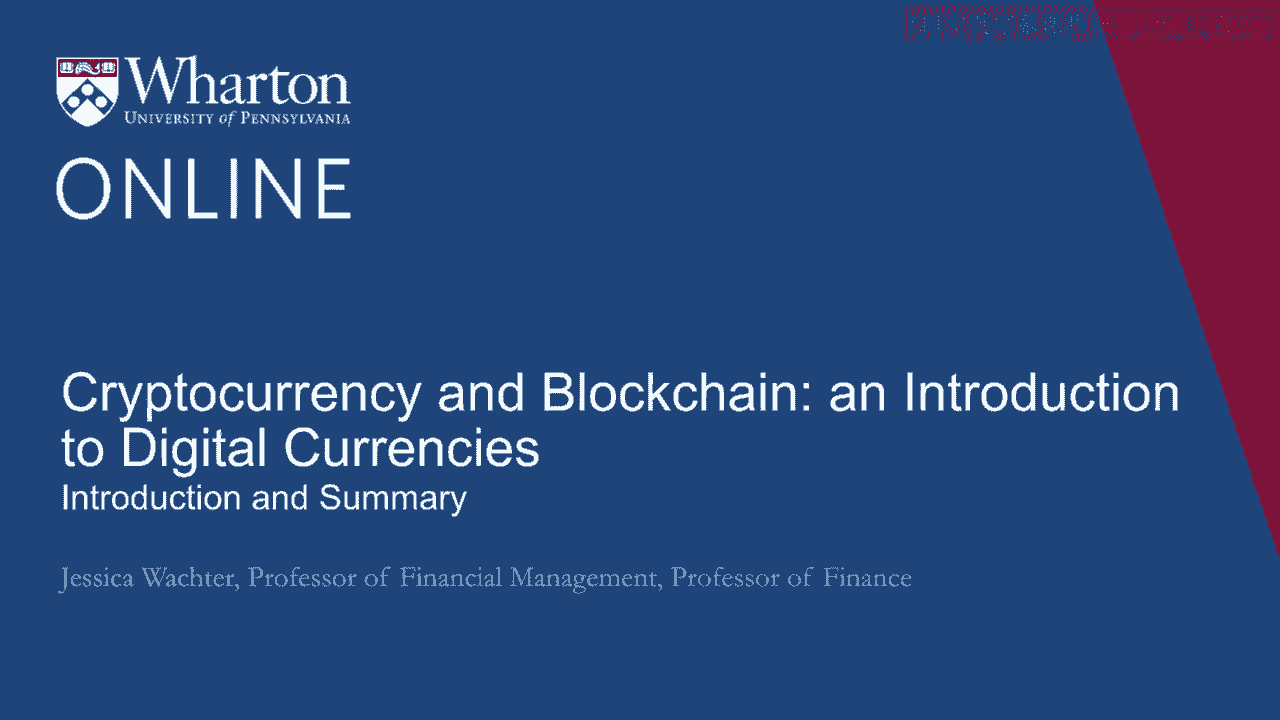 Wharton
UNIVERSITY of PENNSYLVANIA
ONLINE
Cryptocurrency and Blockchain: an Introduction
to Digital Currencies
Introduction and Summary
Jessica Wachter, Professor of Financial Management, Professor of Finance